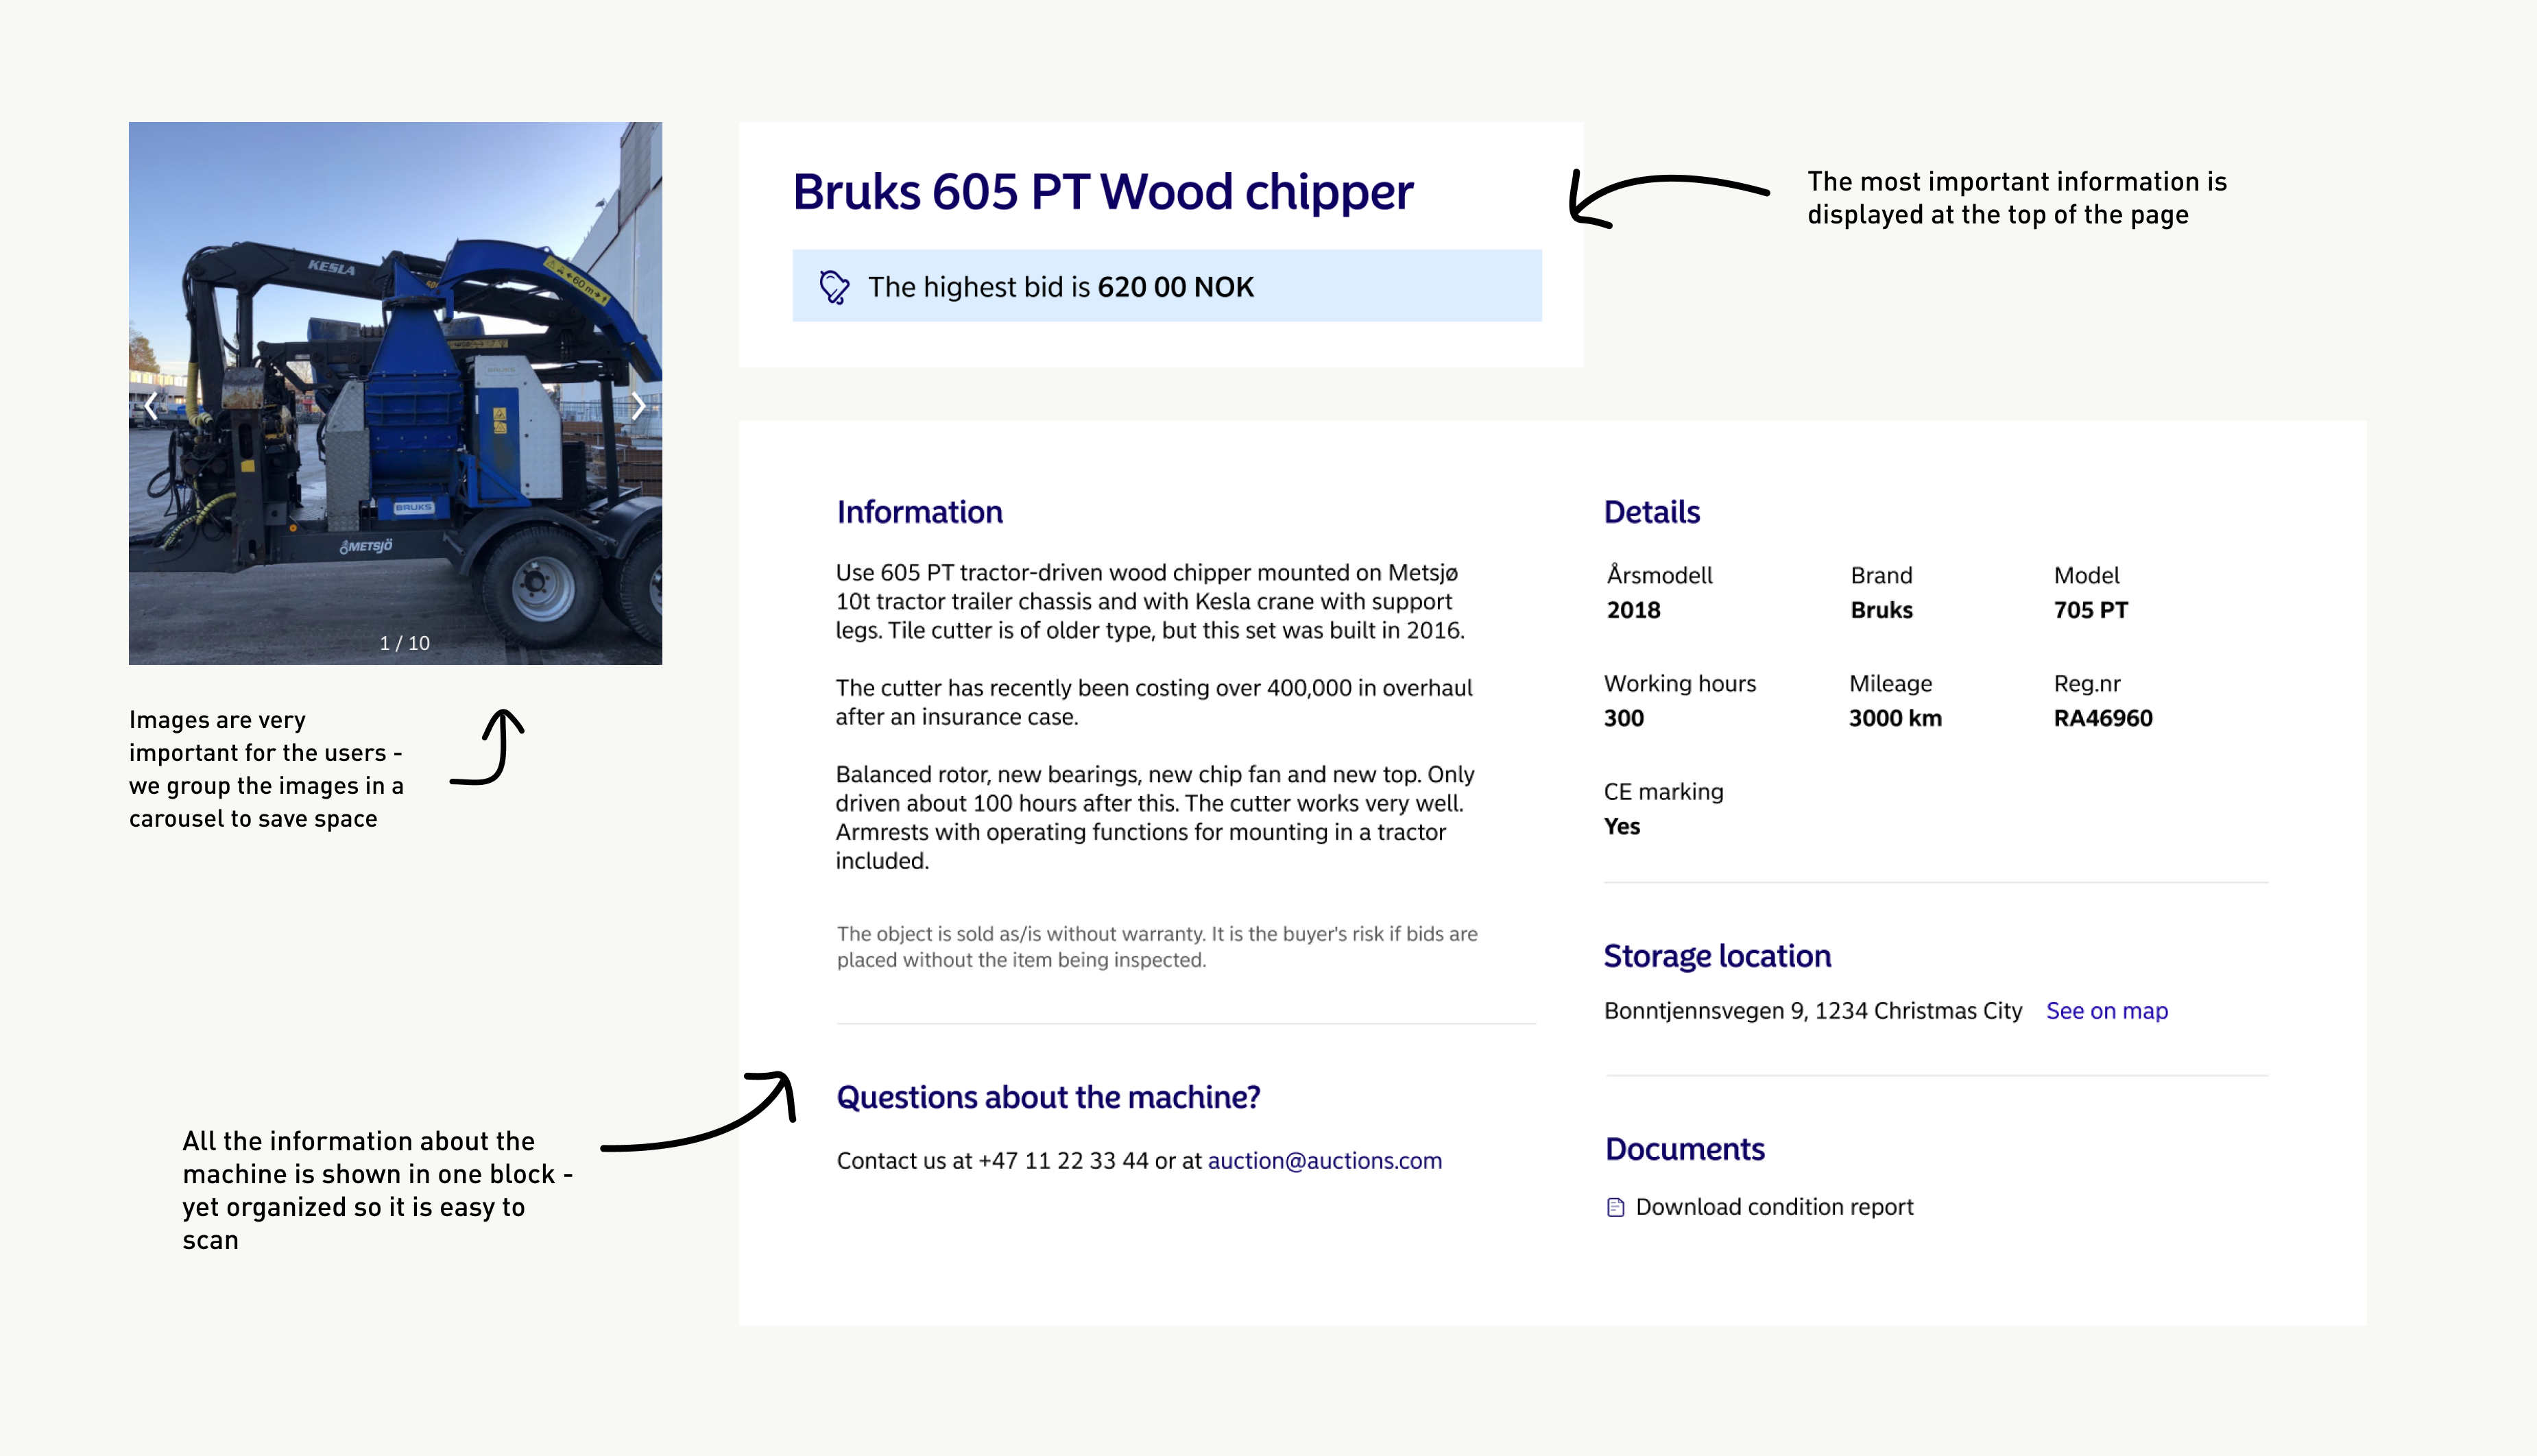 KESLA
60 m
BRUKS
BRUKS
METSJÖ
1 / 10
Images are very
important for the users -
we group the images in a
carousel to save space
Bruks 605 PT Wood chipper
The highest bid is 620 00 NOK
The most important information is
displayed at the top of the page
Information
Use 605 PT tractor-driven wood chipper mounted on Metsjø
10t tractor trailer chassis and with Kesla crane with support
legs. Tile cutter is of older type, but this set was built in 2016.
The cutter has recently been costing over 400,000 in overhaul
after an insurance case.
Balanced rotor, new bearings, new chip fan and new top. Only
driven about 100 hours after this. The cutter works very well.
Armrests with operating functions for mounting in a tractor
included.
The object is sold as/is without warranty. It is the buyer's risk if bids are
placed without the item being inspected.
Questions about the machine?
Contact us at +47 11 22 33 44 or at auction@auctions.com
Details
Årsmodell Brand Model
2018 Bruks 705 PT
Working hours Mileage Reg.nr
300 3000 km RA46960
CE marking
Yes
Storage location
Bonntjennsvegen 9, 1234 Christmas City See on map
Documents
Download condition report
All the information about the
machine is shown in one block -
yet organized so it is easy to
scan